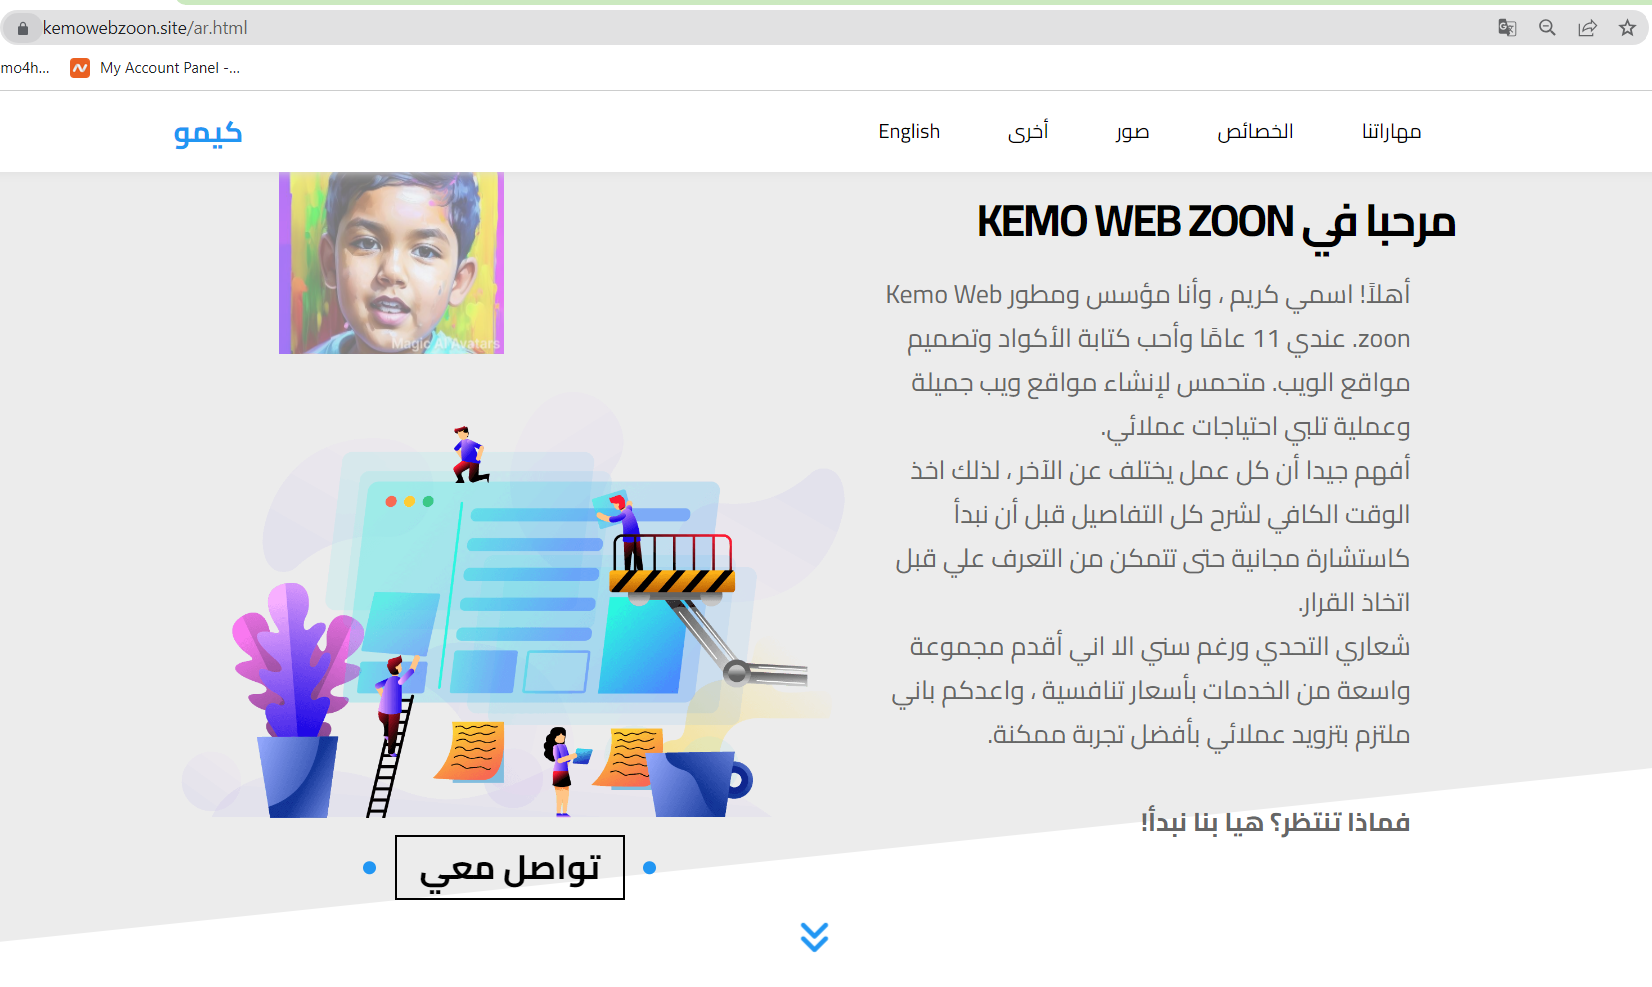 kemowebzoon.site/ar.html
mo4h...
My Account Panel -...
كيمو
مهاراتنا
الخصائص
صور
أخرى
English
مرحبا في KEMO WEB ZOON
Magic AI Avatars
أهلاً! اسمي كريم ، وأنا مؤسس ومطور Kemo Web
zoon. عندي 11 عامًا وأحب كتابة الأكواد وتصميم
مواقع الويب. متحمس لإنشاء مواقع ويب جميلة
وعملية تلبي احتياجات عملائي.
أفهم جيدا أن كل عمل يختلف عن الآخر ، لذلك اخذ
الوقت الكافي لشرح كل التفاصيل قبل أن نبدأ
كاستشارة مجانية حتى تتمكن من التعرف علي قبل
اتخاذ القرار.
شعاري التحدي ورغم سني الا اني أقدم مجموعة
واسعة من الخدمات بأسعار تنافسية ، واعدكم باني
ملتزم بتزويد عملائي بأفضل تجربة ممكنة.
فماذا تنتظر؟ هيا بنا نبدأ!
تواصل معي